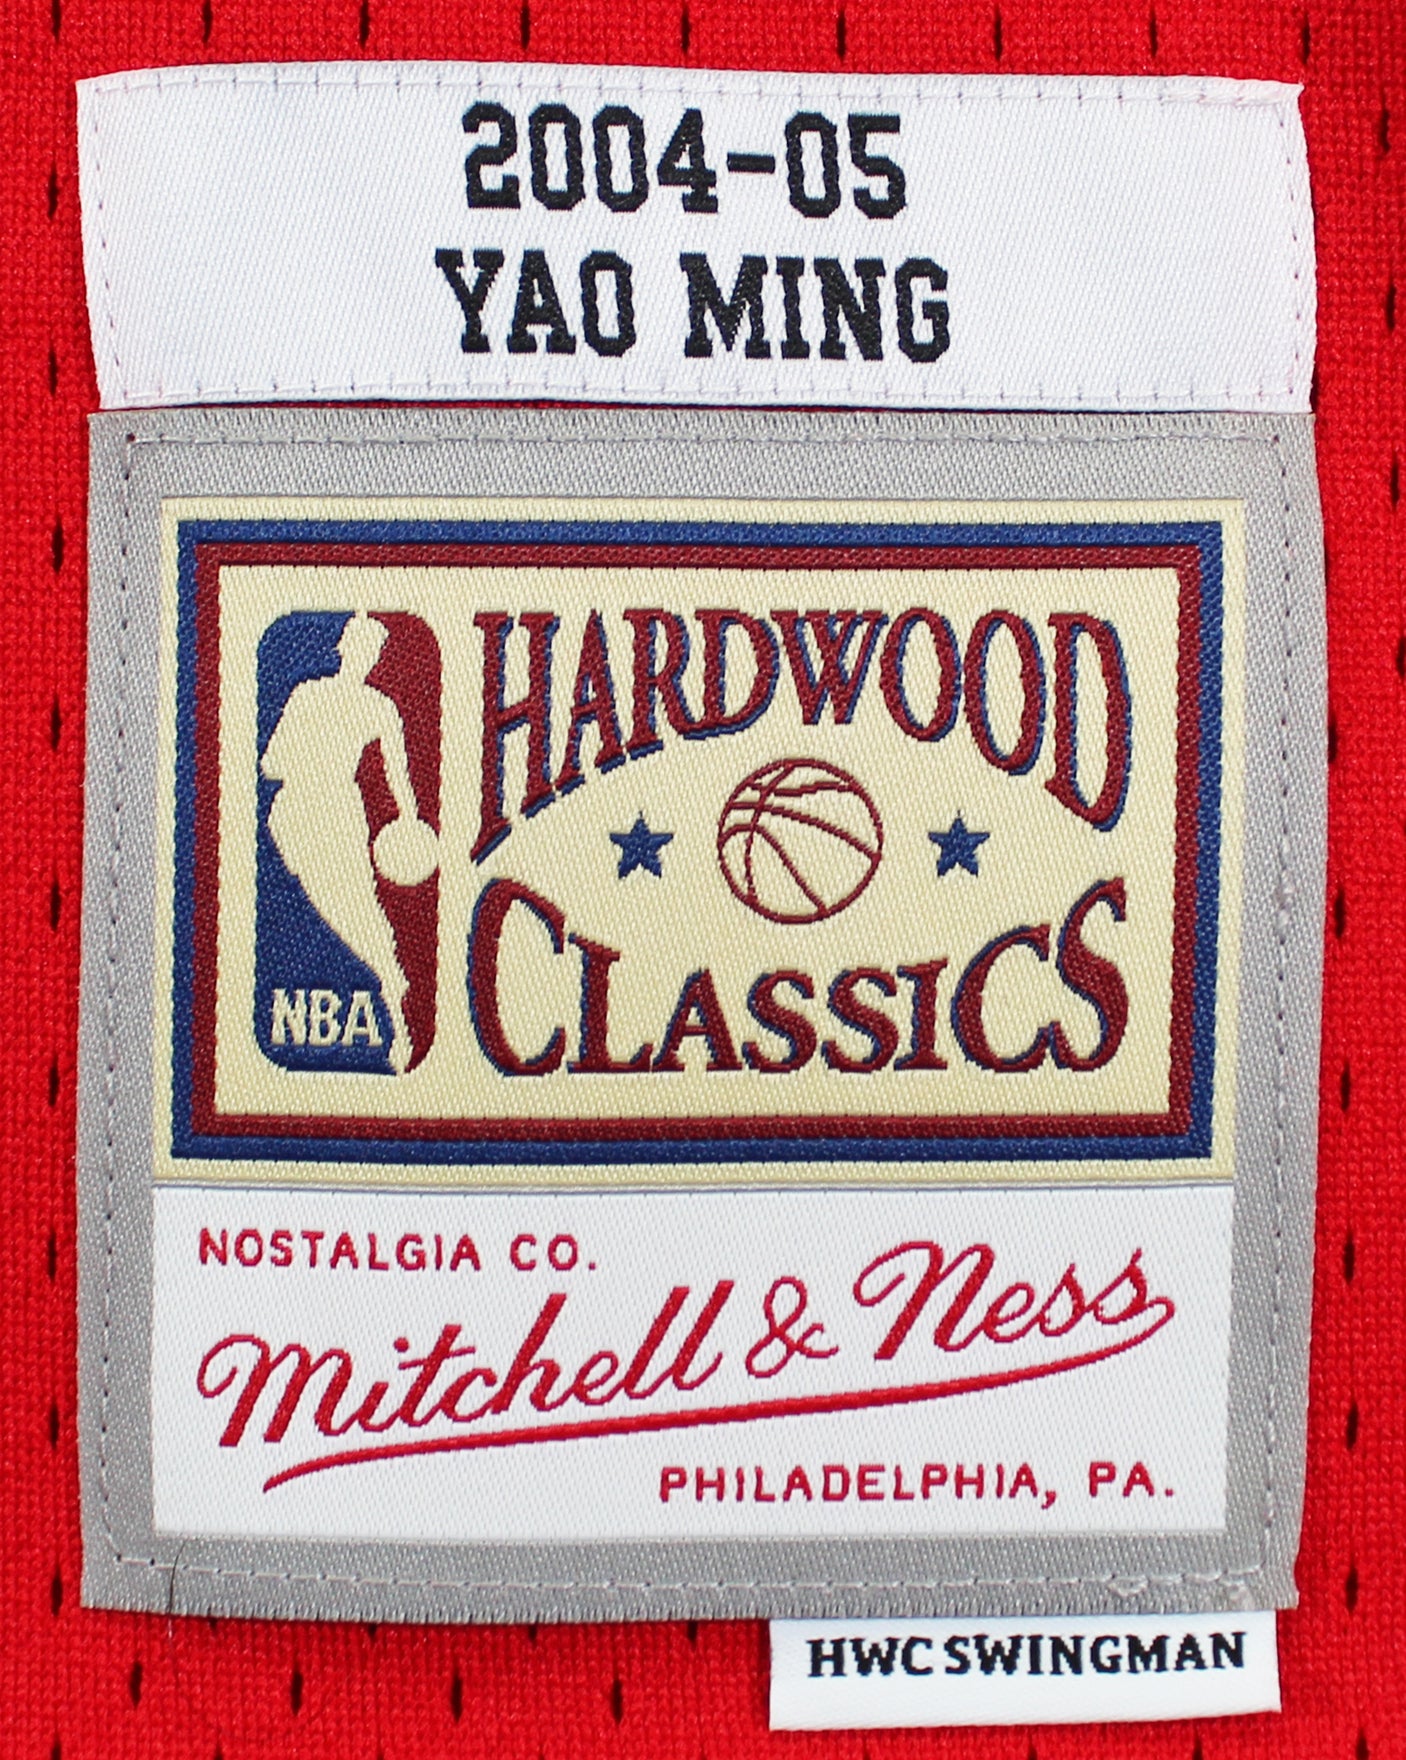 2004-05
YAO MING
HARDWOOD
CLASSICS
NBA
NOSTALGIA CO.
Mitchell & Ness
PHILADELPHIA, PA.
HWC SWINGMAN